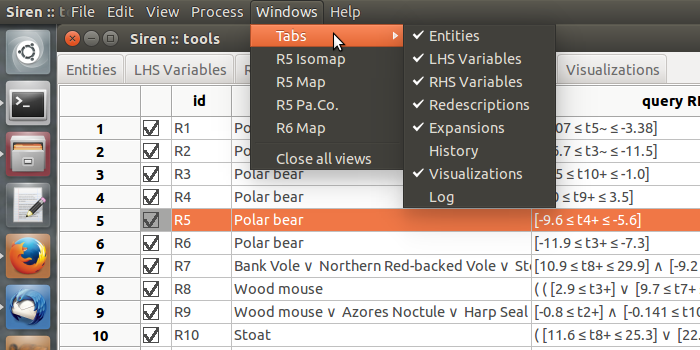 Siren :: t File Edit View Process Windows Help
Siren :: tools
Entities LHS Variables R Visualizations
Tabs
R5 Isomap
R5 Map
R5 Pa.Co.
R6 Map
Close all views
Entities
LHS Variables
RHS Variables
Redescriptions
Expansions
History
Visualizations
Log
id query R
1 R1 Po 07 ≤ t5~ ≤ -3.38]
2 R2 Po .7 ≤ t3~ ≤ -11.5]
3 R3 Polar bear 5 ≤ t10+ ≤ -1.0]
4 R4 Polar bear 0 ≤ t9+ ≤ 3.5]
5 R5 Polar bear [-9.6 ≤ t4+ ≤ -5.6]
6 R6 Polar bear [-11.9 ≤ t3+ ≤ -7.3]
7 R7 Bank Vole ∨ Northern Red-backed Vole ∨ Sto [10.9 ≤ t8+ ≤ 29.9] ∧ [-9.2
8 R8 Wood mouse ( ( [2.9 ≤ t3+] ∨ [9.7 ≤ t7+
9 R9 Wood mouse ∨ Azores Noctule ∨ Harp Seal [-0.8 ≤ t2+] ∧ [-0.141 ≤ t10
10 R10 Stoat ( [11.6 ≤ t8+ ≤ 25.3] ∨ [22.